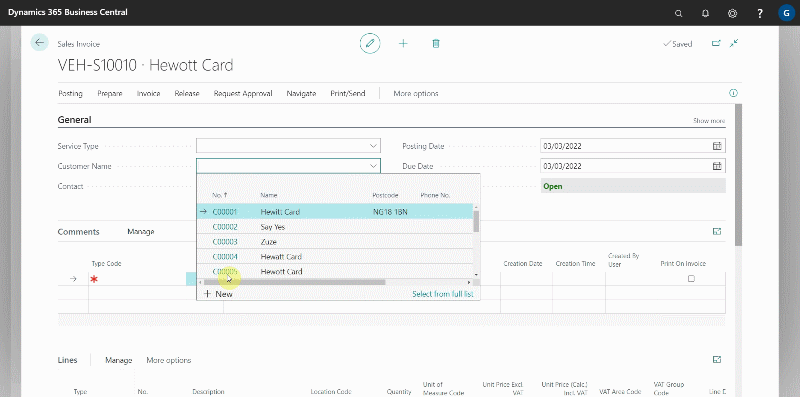 Dynamics 365 Business Central
?
G
Sales Invoice
Saved
VEH-S10010 · Hewott Card
Posting Prepare Invoice Release Request Approval Navigate Print/Send More options
General
Show more
Service Type
Posting Date 03/03/2022
Customer Name
Due Date 03/03/2022
Contact
Open
No. ↑ Name Postcode Phone No.
→ C00001 Hewitt Card NG18 1BN
C00002 Say Yes
C00003 Zuze
C00004 Hewatt Card
C00005 Hewott Card
+ New Select from full list
Comments Manage
Type Code
Creation Date Creation Time Created By User Print On Invoice
→ *
Lines Manage More options
Type No. Description Location Code Quantity Unit of Measure Code Unit Price Excl. VAT Unit Price (Calc.) Incl. VAT VAT Area Code VAT Group Code Line D